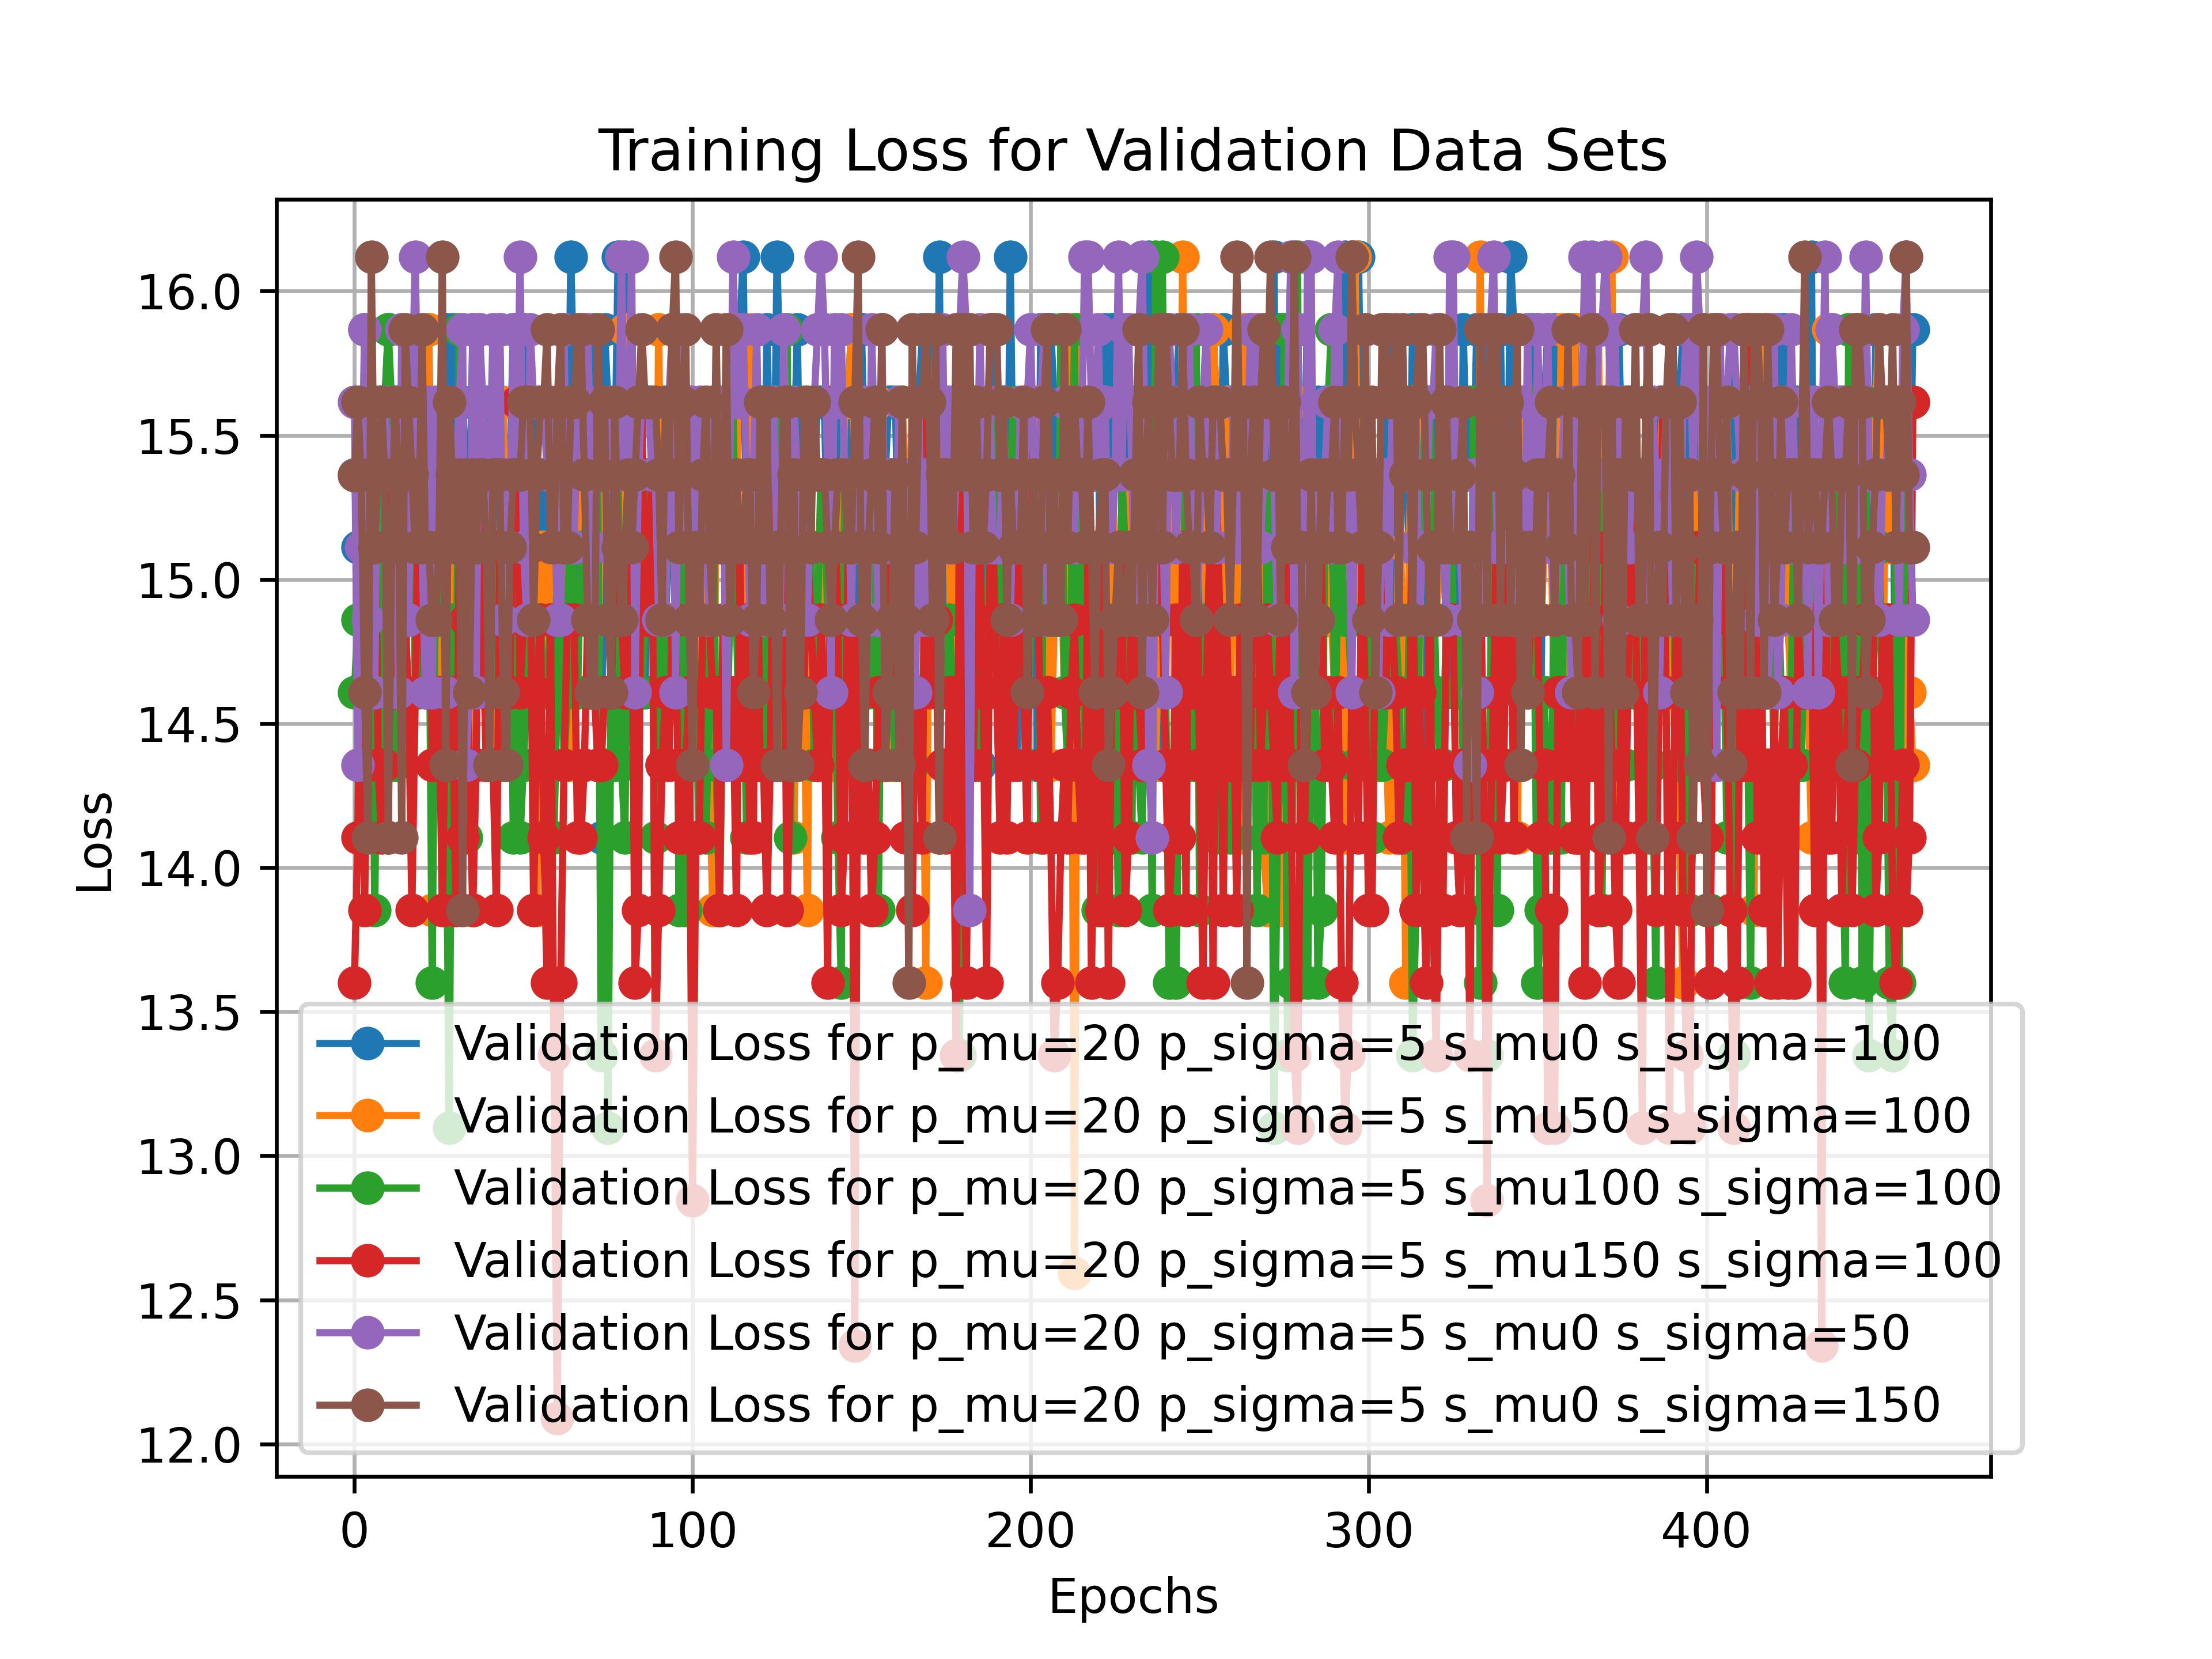 Training Loss for Validation Data Sets
16.0
15.5
15.0
14.5
14.0
13.5
13.0
12.5
12.0
Loss
Validation Loss for p_mu=20 p_sigma=5 s_mu0 s_sigma=100
Validation Loss for p_mu=20 p_sigma=5 s_mu50 s_sigma=100
Validation Loss for p_mu=20 p_sigma=5 s_mu100 s_sigma=100
Validation Loss for p_mu=20 p_sigma=5 s_mu150 s_sigma=100
Validation Loss for p_mu=20 p_sigma=5 s_mu0 s_sigma=50
Validation Loss for p_mu=20 p_sigma=5 s_mu0 s_sigma=150
0 100 200 300 400
Epochs